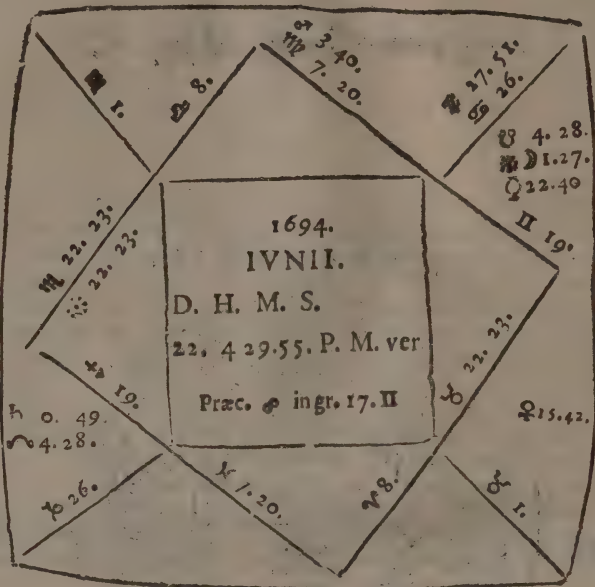 ♂ 3.40.
♍ 7. 20.
27. 51.
♋ 26.
♎ 8.
1.
☋ 4. 28.
☽ 1.27.
☿ 22.40
♊ 19.
♏ 22. 23.
22. 23.
1694.
IVNII.
D. H. M. S.
22. 4 29.55. P. M. ver
Præc. ☍ ingr. 17. ♊
22. 23.
♐ 19.
♄ 0. 49.
☊ 4.28.
♀ 15.42.
♑ 26.
7. 20.
♈ 8.
♉ 1.